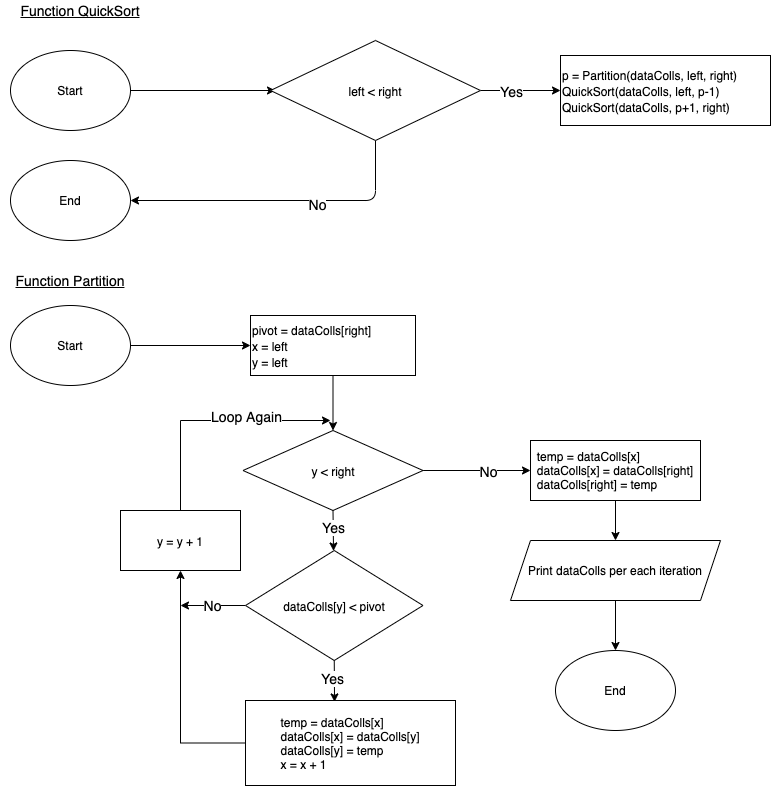 Function QuickSort
Start
left < right
Yes
p = Partition(dataColls, left, right)
QuickSort(dataColls, left, p-1)
QuickSort(dataColls, p+1, right)
End
No
Function Partition
Start
pivot = dataColls[right]
x = left
y = left
Loop Again
y < right
No
temp = dataColls[x]
dataColls[x] = dataColls[right]
dataColls[right] = temp
Yes
y = y + 1
Print dataColls per each iteration
No
dataColls[y] < pivot
Yes
End
temp = dataColls[x]
dataColls[x] = dataColls[y]
dataColls[y] = temp
x = x + 1